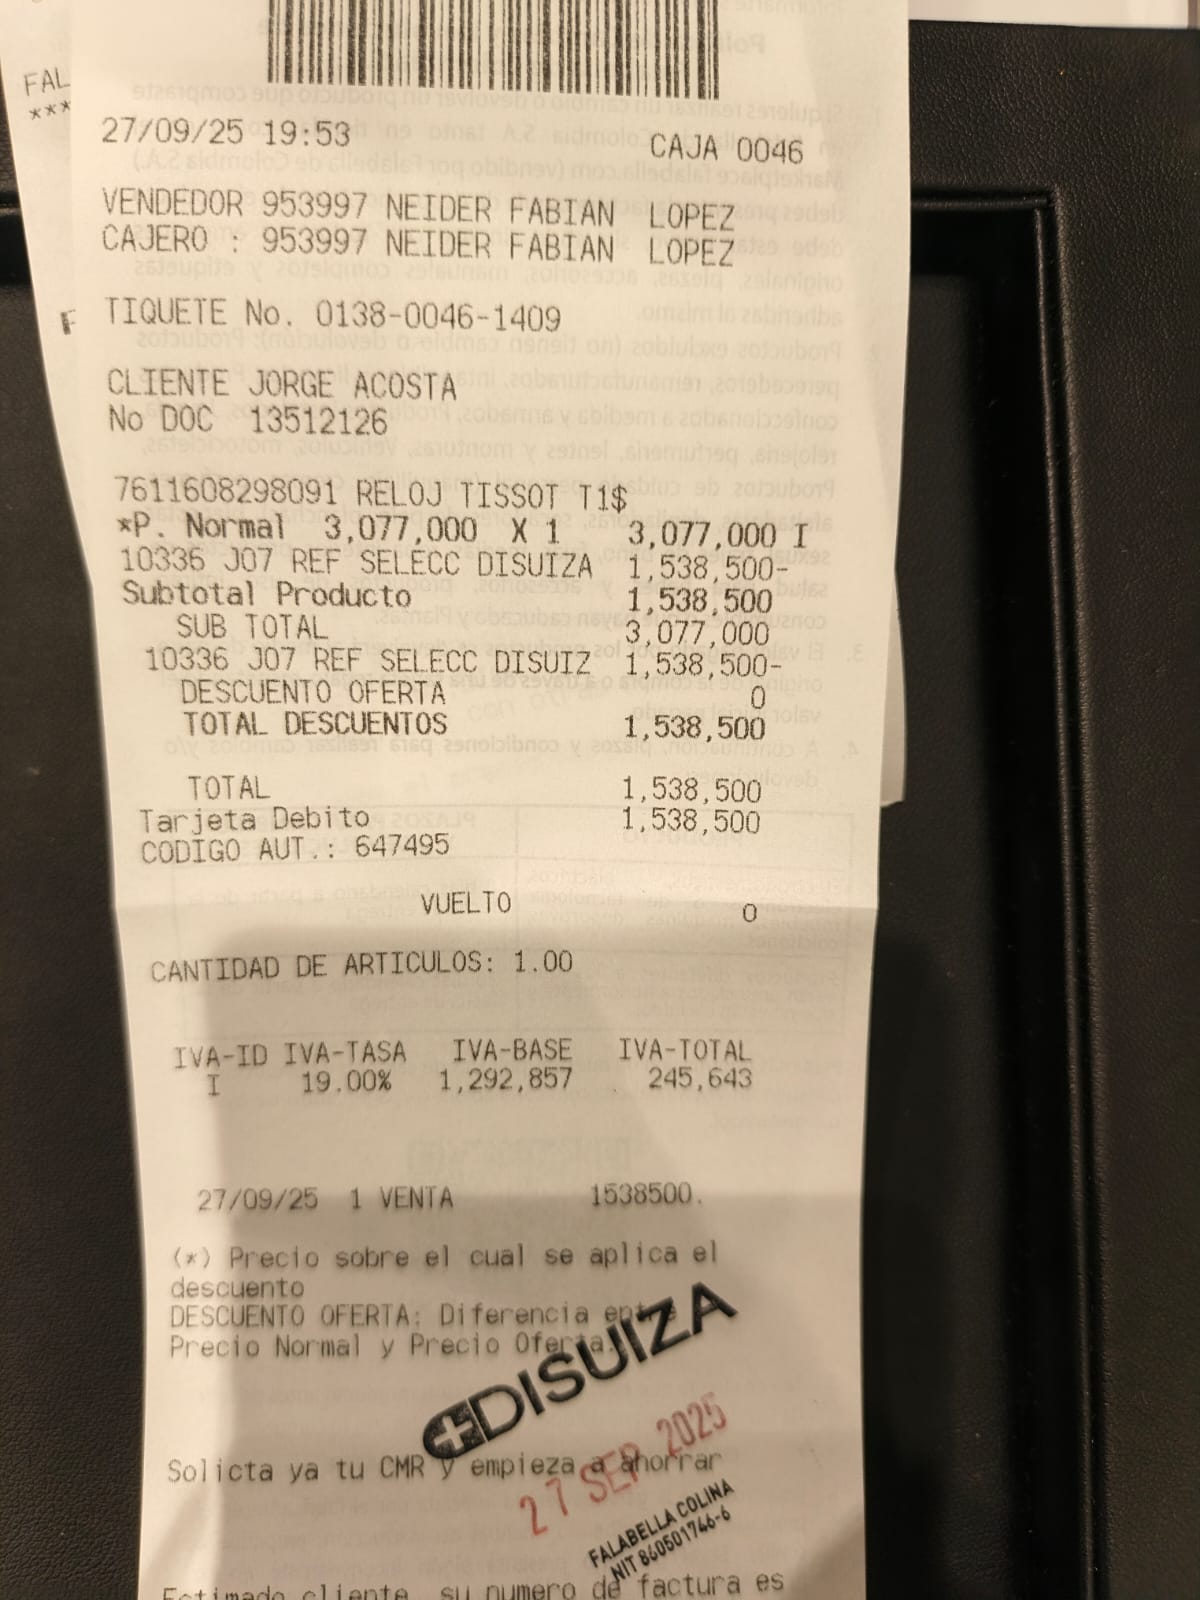 FAL
***
27/09/25 19:53 CAJA 0046
VENDEDOR 953997 NEIDER FABIAN LOPEZ
CAJERO : 953997 NEIDER FABIAN LOPEZ
F
TIQUETE No. 0138-0046-1409
CLIENTE JORGE ACOSTA
No DOC 13512126
7611608298091 RELOJ TISSOT T1$
*P. Normal 3,077,000 X 1 3,077,000 I
10336 J07 REF SELECC DISUIZA 1,538,500-
Subtotal Producto 1,538,500
SUB TOTAL 3,077,000
10336 J07 REF SELECC DISUIZ 1,538,500-
DESCUENTO OFERTA 0
TOTAL DESCUENTOS 1,538,500
TOTAL 1,538,500
Tarjeta Debito 1,538,500
CODIGO AUT.: 647495
VUELTO 0
CANTIDAD DE ARTICULOS: 1.00
IVA-ID IVA-TASA IVA-BASE IVA-TOTAL
I 19.00% 1,292,857 245,643
27/09/25 1 VENTA 1538500.
(*) Precio sobre el cual se aplica el
descuento
DESCUENTO OFERTA: Diferencia entre
Precio Normal y Precio Oferta.
DISUIZA
27 SEP 2025
Solicta ya tu CMR y empieza a ahorrar
FALABELLA COLINA
NIT 860501746-6
Estimado cliente, su numero de factura es